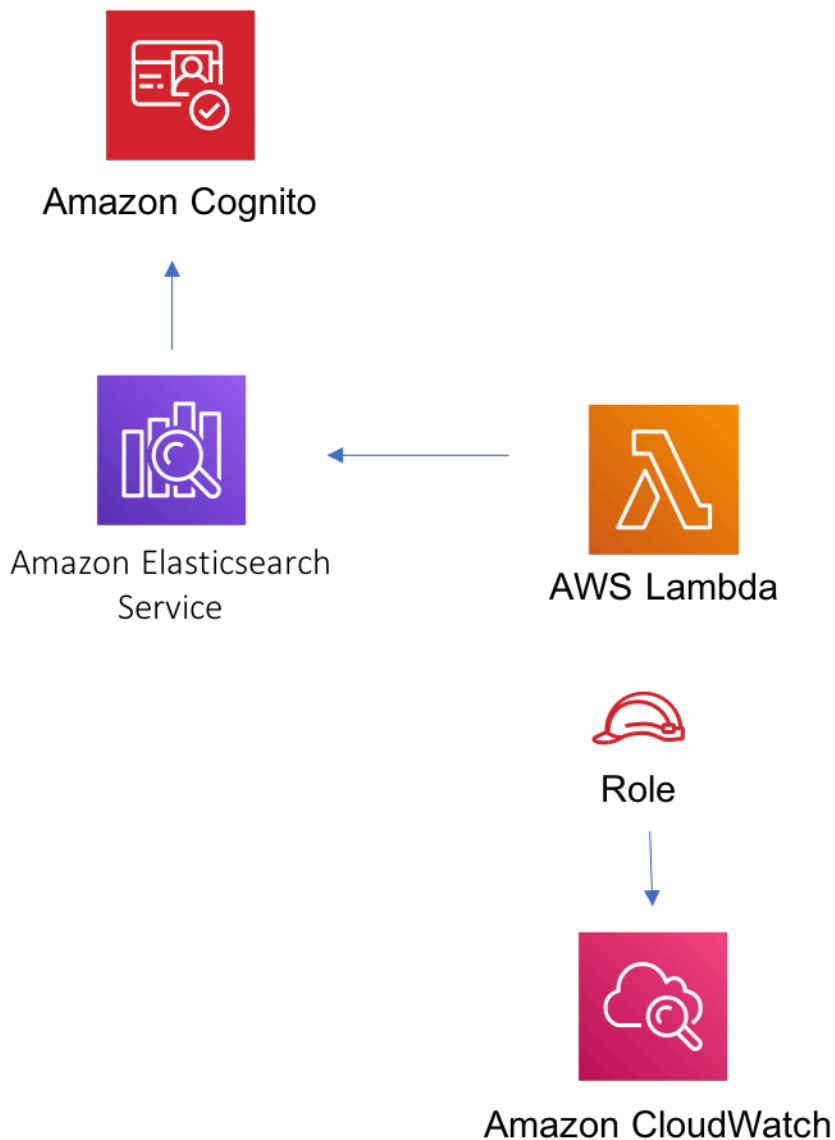 Amazon Cognito
Amazon Elasticsearch
Service
AWS Lambda
Role
Amazon CloudWatch